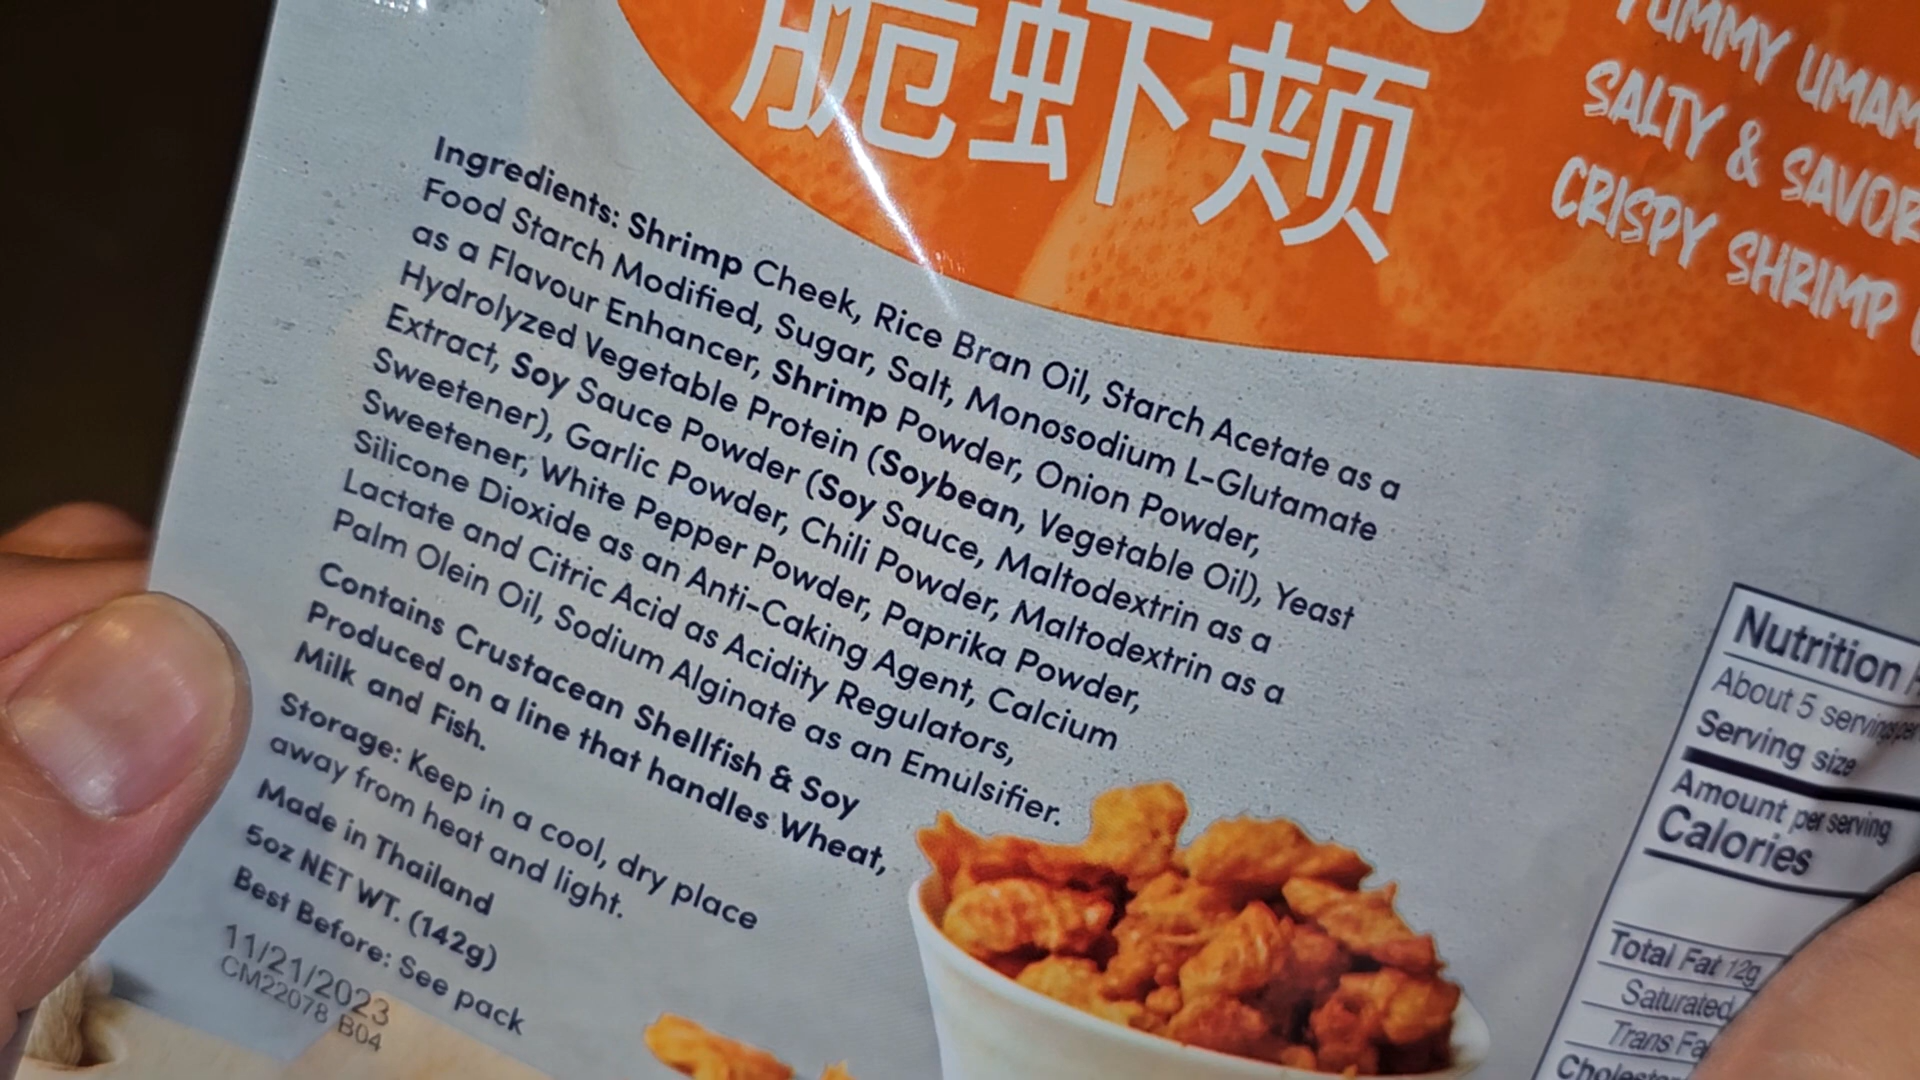 脆虾颊
YUMMY UMAM
SALTY & SAVOR
CRISPY SHRIMP
Ingredients: Shrimp Cheek, Rice Bran Oil, Starch Acetate as a
Food Starch Modified, Sugar, Salt, Monosodium L-Glutamate
as a Flavour Enhancer, Shrimp Powder, Onion Powder,
Hydrolyzed Vegetable Protein (Soybean, Vegetable Oil), Yeast
Extract, Soy Sauce Powder (Soy Sauce, Maltodextrin as a
Sweetener), Garlic Powder, Chili Powder, Maltodextrin as a
Sweetener, White Pepper Powder, Paprika Powder,
Silicone Dioxide as an Anti-Caking Agent, Calcium
Lactate and Citric Acid as Acidity Regulators,
Palm Olein Oil, Sodium Alginate as an Emulsifier.
Contains Crustacean Shellfish & Soy
Produced on a line that handles Wheat,
Milk and Fish.
Storage: Keep in a cool, dry place
away from heat and light.
Made in Thailand
5oz NET WT. (142g)
Best Before: See pack
11/21/2023
CM22078 B04
Nutrition
About 5 servings per
Serving size
Amount per serving
Calories
Total Fat 12g
Saturated
Trans Fa
Cholester